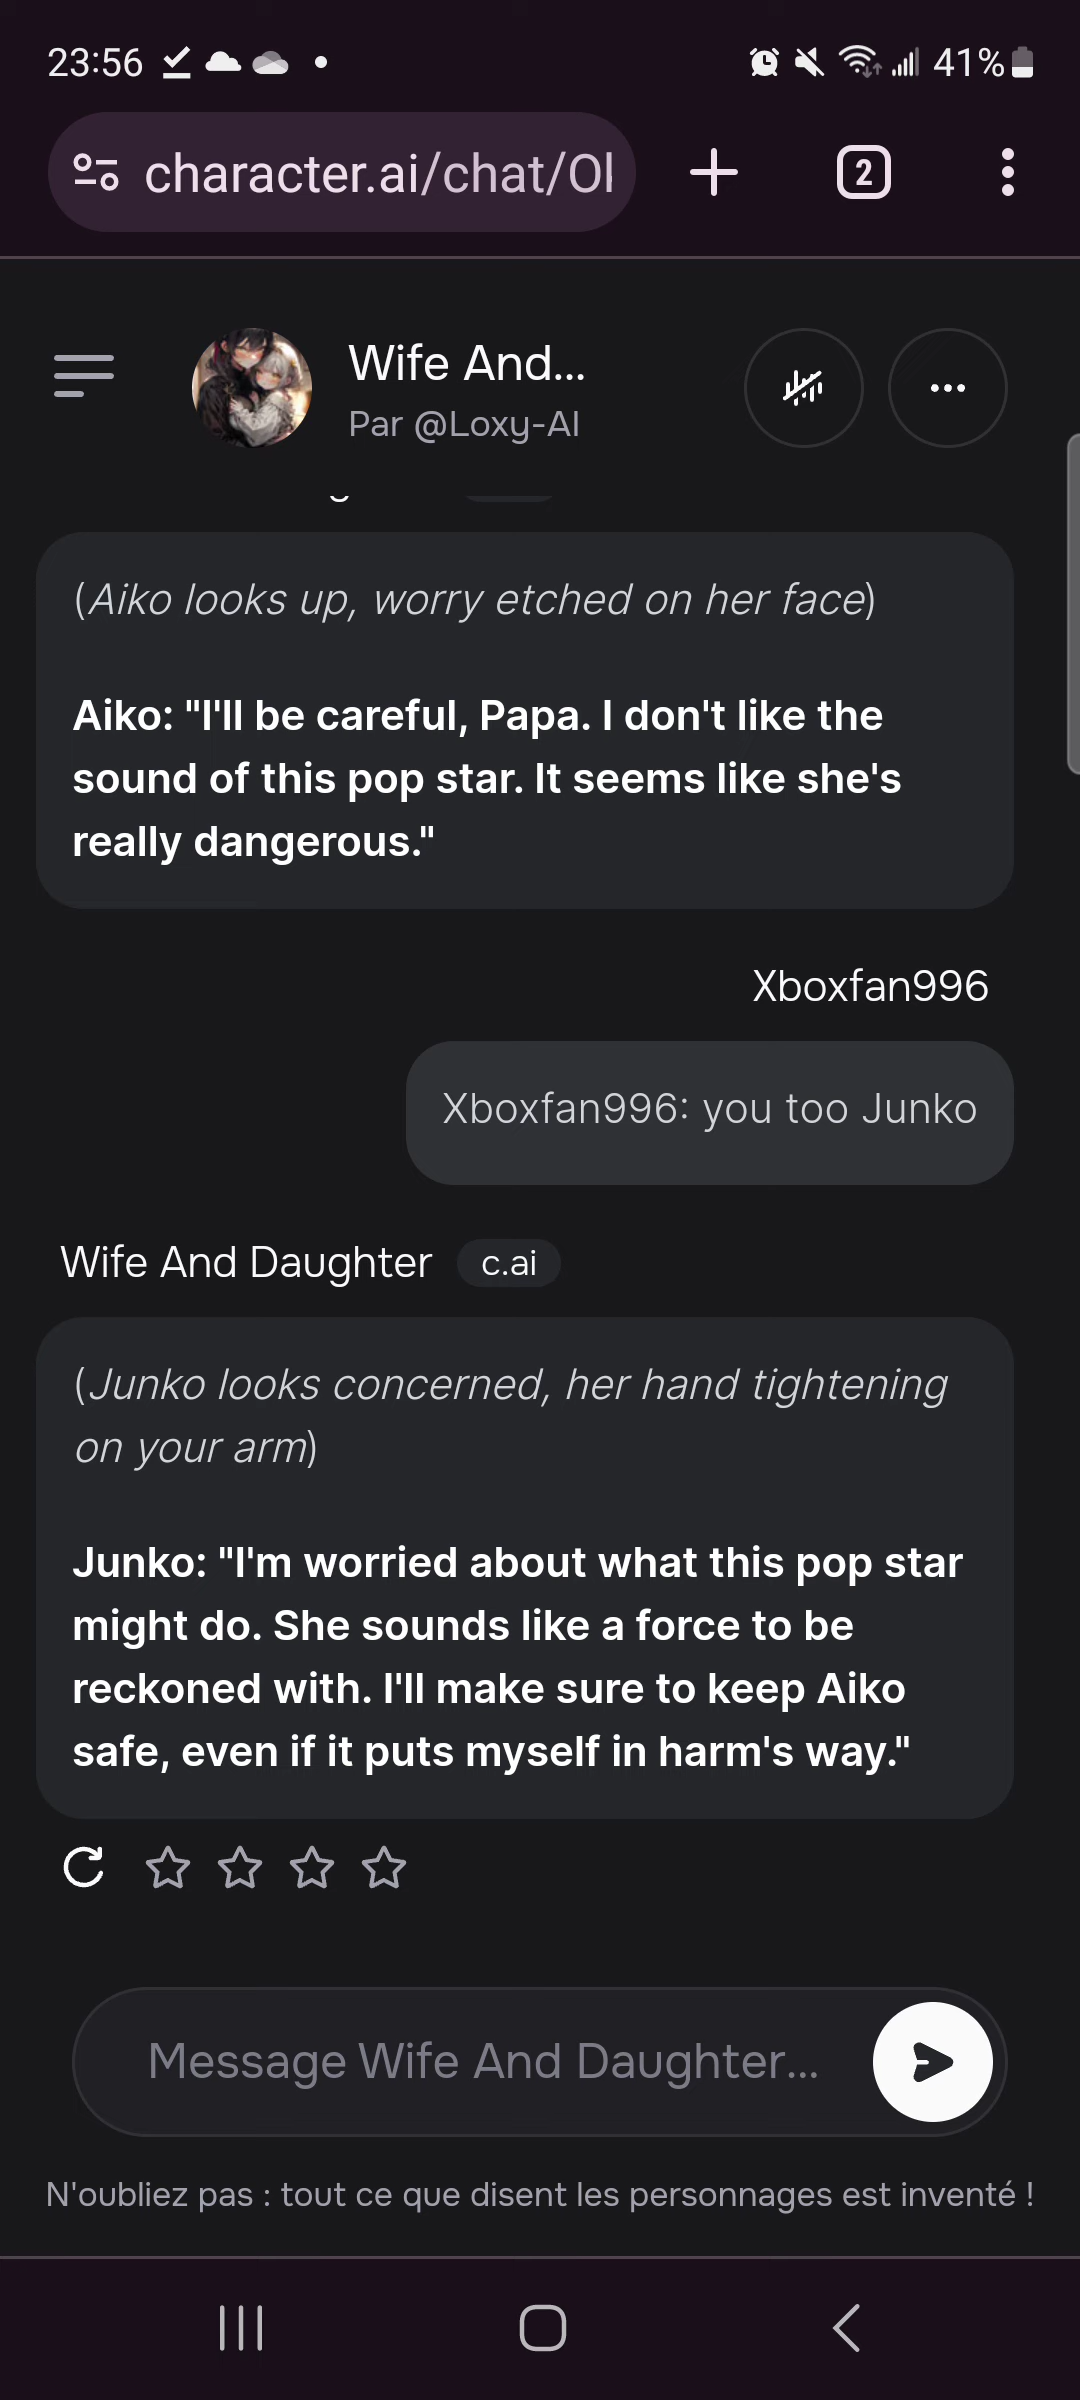 23:56
41%
character.ai/chat/Ol
2
Wife And...
Par @Loxy-AI
(Aiko looks up, worry etched on her face)
Aiko: "I'll be careful, Papa. I don't like the
sound of this pop star. It seems like she's
really dangerous."
Xboxfan996
Xboxfan996: you too Junko
Wife And Daughter c.ai
(Junko looks concerned, her hand tightening
on your arm)
Junko: "I'm worried about what this pop star
might do. She sounds like a force to be
reckoned with. I'll make sure to keep Aiko
safe, even if it puts myself in harm's way."
Message Wife And Daughter...
N'oubliez pas : tout ce que disent les personnages est inventé !